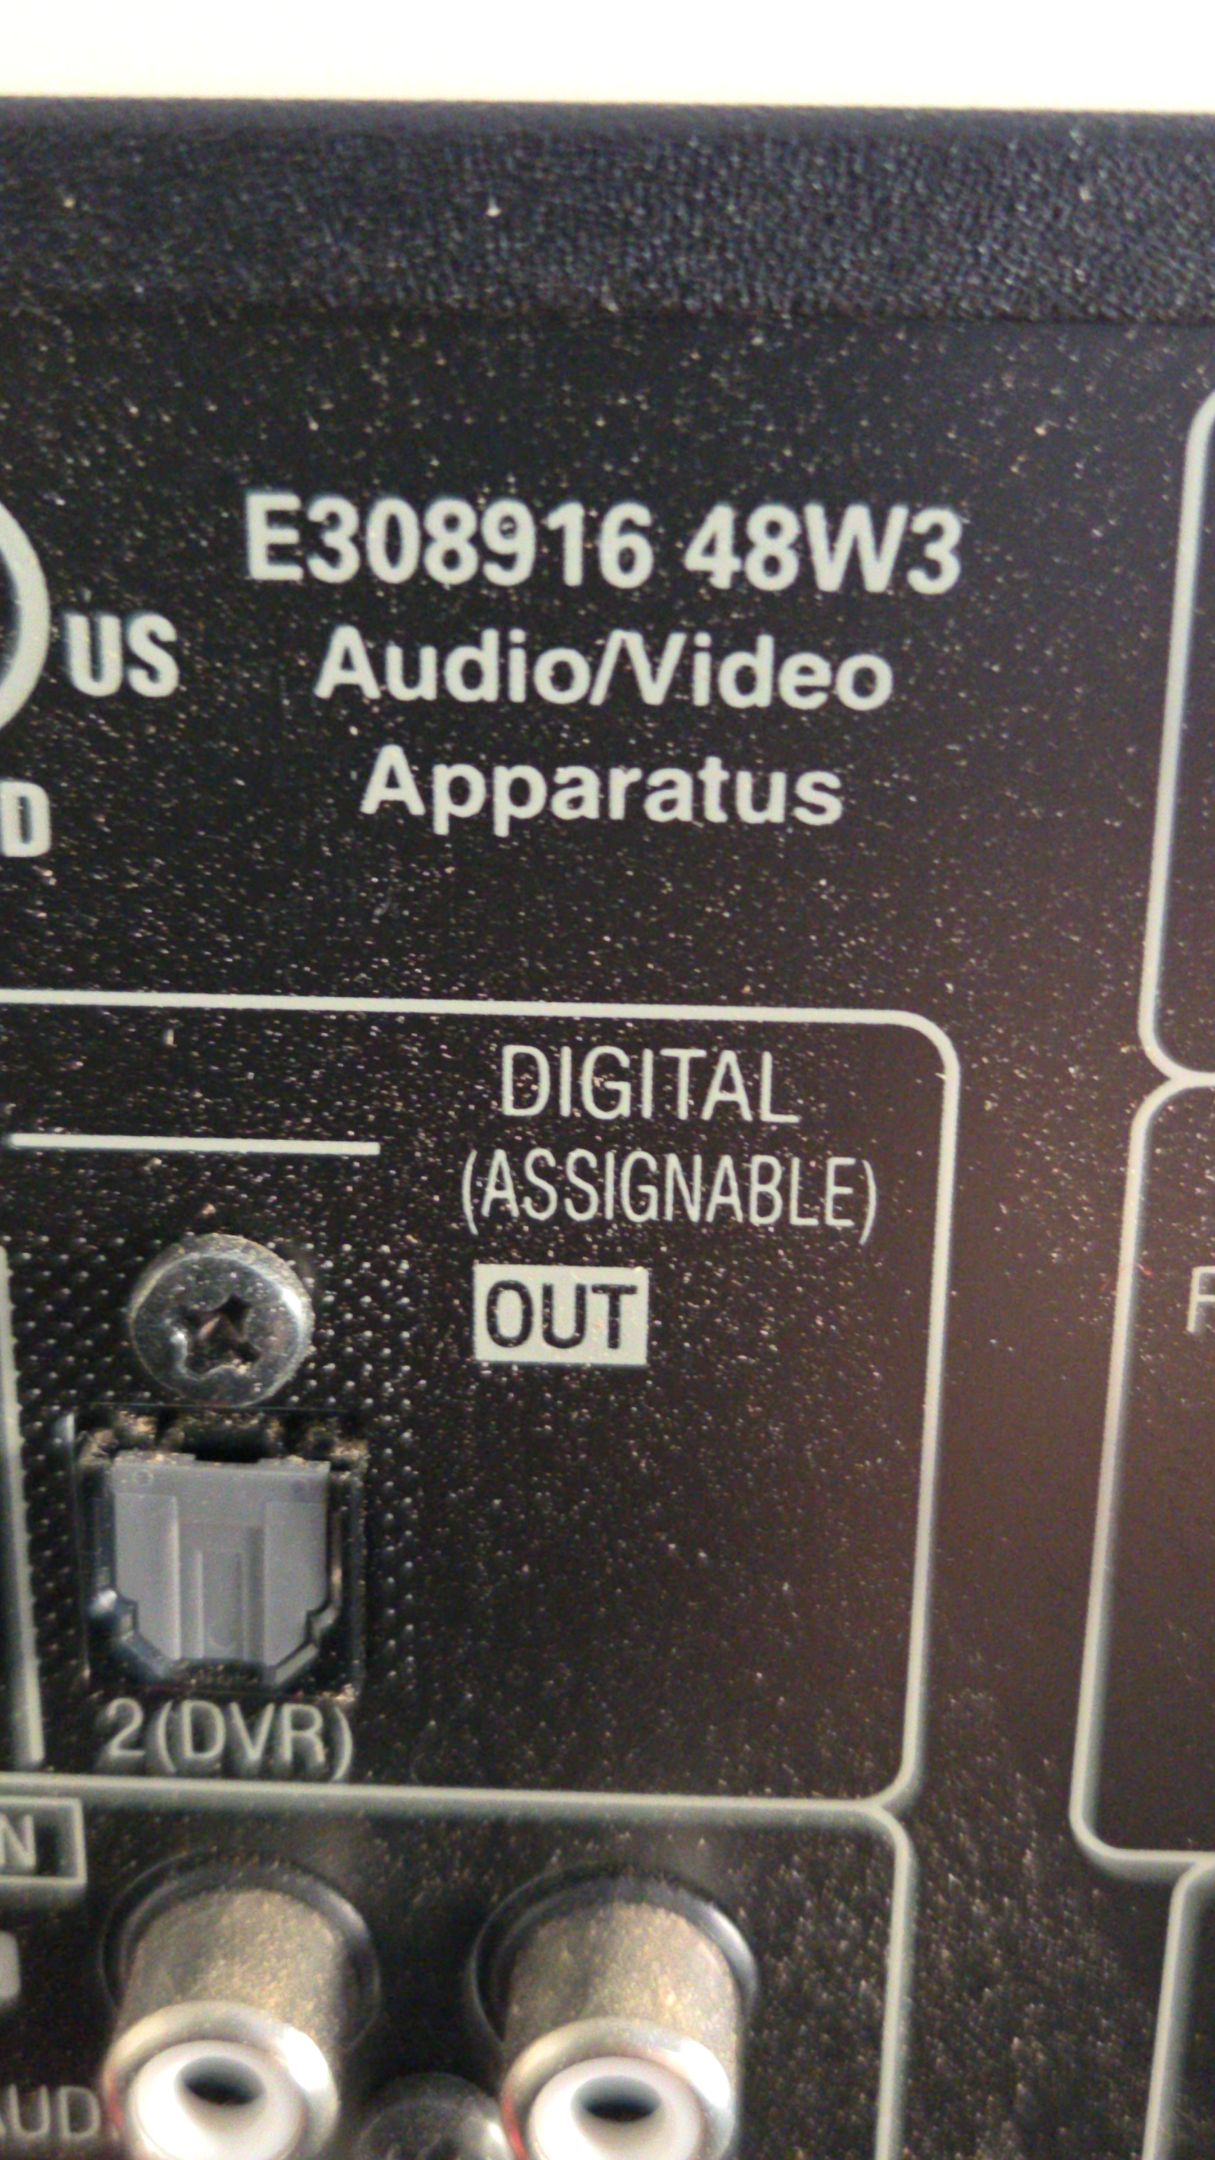 E308916 48W3
US
Audio/Video
D
Apparatus
DIGITAL
(ASSIGNABLE)
OUT
2(DVR)